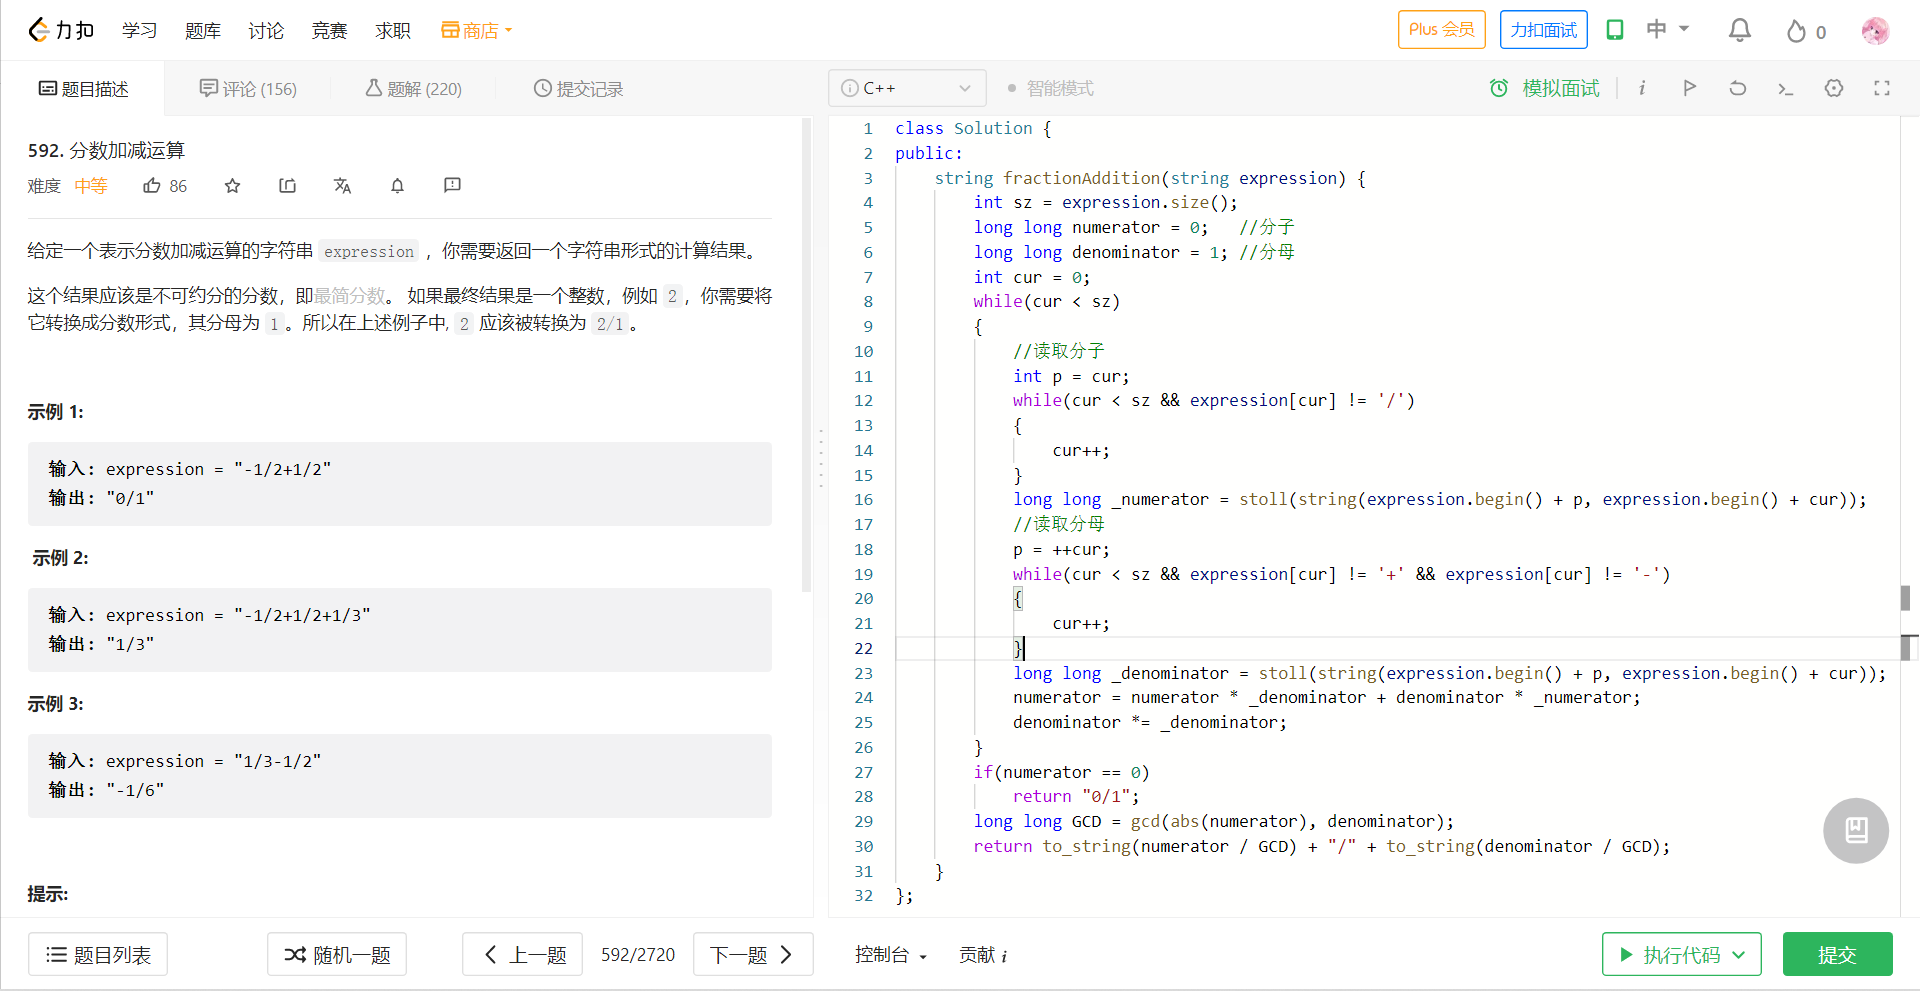 力扣 学习 题库 讨论 竞赛 求职 商店 Plus 会员 力扣面试 中 0
题目描述 评论 (156) 题解 (220) 提交记录
C++ 智能模式 模拟面试
592. 分数加减运算
难度 中等 86
给定一个表示分数加减运算的字符串 expression ，你需要返回一个字符串形式的计算结果。
这个结果应该是不可约分的分数，即最简分数。 如果最终结果是一个整数，例如 2，你需要将
它转换成分数形式，其分母为 1。所以在上述例子中, 2 应该被转换为 2/1。
示例 1:
输入: expression = "-1/2+1/2"
输出: "0/1"
示例 2:
输入: expression = "-1/2+1/2+1/3"
输出: "1/3"
示例 3:
输入: expression = "1/3-1/2"
输出: "-1/6"
提示:
1 class Solution {
2 public:
3     string fractionAddition(string expression) {
4         int sz = expression.size();
5         long long numerator = 0;   //分子
6         long long denominator = 1; //分母
7         int cur = 0;
8         while(cur < sz)
9         {
10             //读取分子
11             int p = cur;
12             while(cur < sz && expression[cur] != '/')
13             {
14                 cur++;
15             }
16             long long _numerator = stoll(string(expression.begin() + p, expression.begin() + cur));
17             //读取分母
18             p = ++cur;
19             while(cur < sz && expression[cur] != '+' && expression[cur] != '-')
20             {
21                 cur++;
22             }
23             long long _denominator = stoll(string(expression.begin() + p, expression.begin() + cur));
24             numerator = numerator * _denominator + denominator * _numerator;
25             denominator *= _denominator;
26         }
27         if(numerator == 0)
28             return "0/1";
29         long long GCD = gcd(abs(numerator), denominator);
30         return to_string(numerator / GCD) + "/" + to_string(denominator / GCD);
31     }
32 };
题目列表 随机一题 上一题 592/2720 下一题 控制台 贡献 i 执行代码 提交